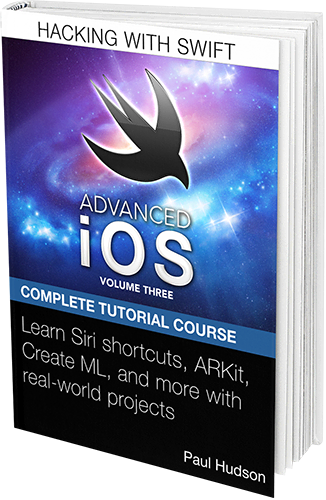 HACKING WITH SWIFT
ADVANCED
iOS
VOLUME THREE
COMPLETE TUTORIAL COURSE
Learn Siri shortcuts, ARKit,
Create ML, and more with
real-world projects
Paul Hudson